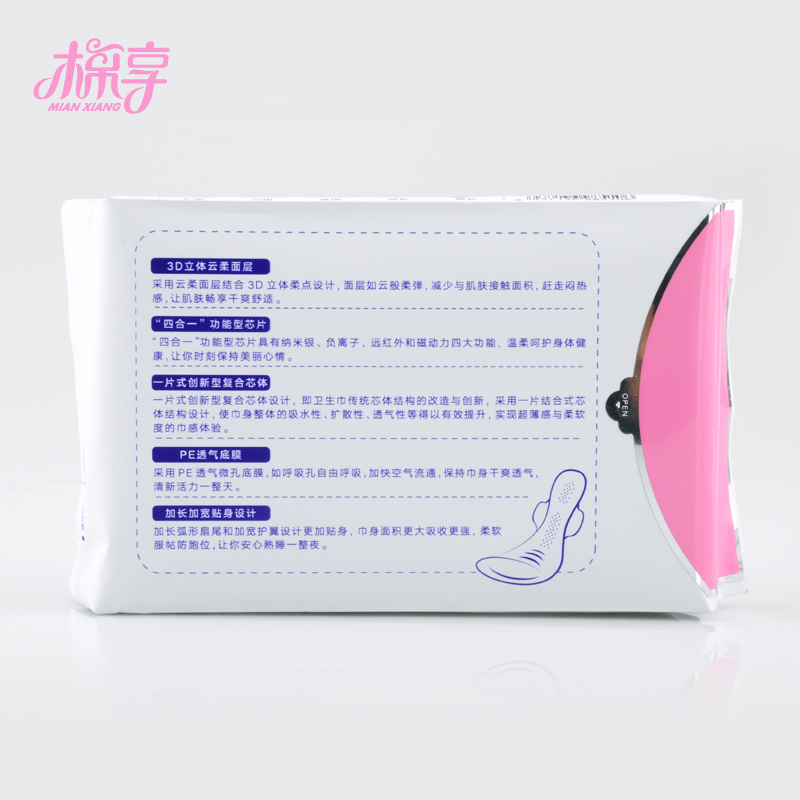 棉享
MIAN XIANG
3D立体云柔面层
采用云柔面层结合3D立体柔点设计，面层如云般柔弹，减少与肌肤接触面积，赶走闷热
感，让肌肤畅享干爽舒适。
“四合一”功能型芯片
“四合一”功能型芯片具有纳米银、负离子、远红外和磁动力四大功能，温柔呵护身体健
康，让你时刻保持美丽心情。
一片式创新型复合芯体
一片式创新型复合芯体设计，即卫生巾传统芯体结构的改造与创新，采用一片结合式芯
体结构设计，使巾身整体的吸水性、扩散性、透气性等得以有效提升，实现超薄感与柔软
度的巾感体验。
PE透气底膜
采用PE透气微孔底膜，如呼吸孔自由呼吸，加快空气流通，保持巾身干爽透气，
清新活力一整天。
加长加宽贴身设计
加长弧形扇尾和加宽护翼设计更加贴身，巾身面积更大吸收更强，柔软
服帖防跑位，让你安心熟睡一整夜。
OPEN